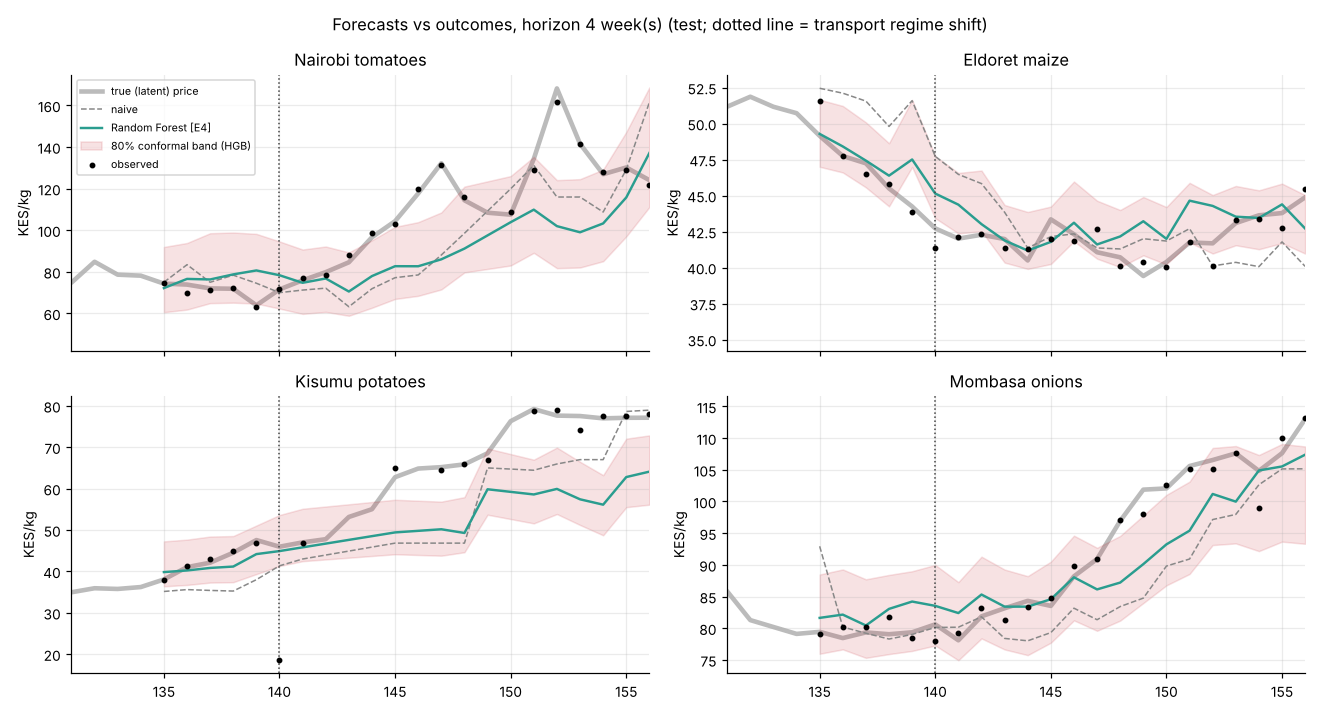 Forecasts vs outcomes, horizon 4 week(s) (test; dotted line = transport regime shift)
Nairobi tomatoes
KES/kg
160
140
120
100
80
60
true (latent) price
naive
Random Forest [E4]
80% conformal band (HGB)
observed
Eldoret maize
KES/kg
52.5
50.0
47.5
45.0
42.5
40.0
37.5
35.0
Kisumu potatoes
KES/kg
80
70
60
50
40
30
20
135 140 145 150 155
Mombasa onions
KES/kg
115
110
105
100
95
90
85
80
75
135 140 145 150 155